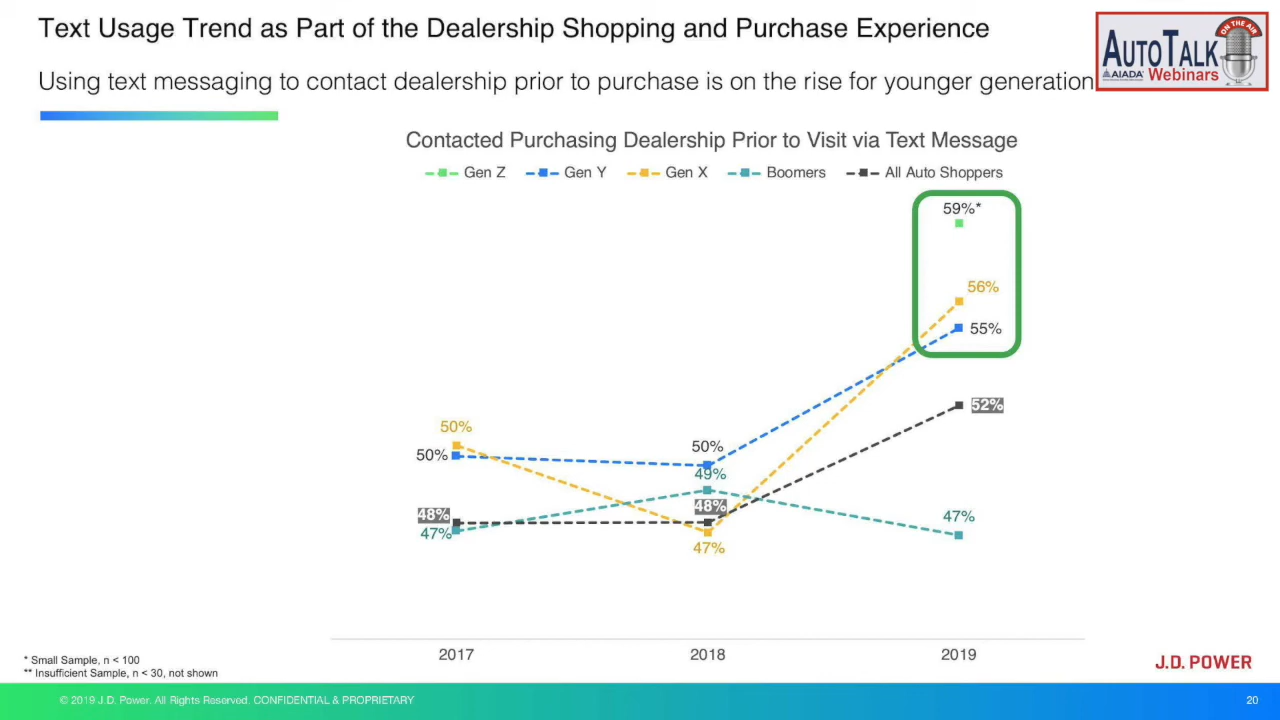 Text Usage Trend as Part of the Dealership Shopping and Purchase Experience
ON THE AIR
AUTOTALK
AIADA Webinars
Using text messaging to contact dealership prior to purchase is on the rise for younger generation
Contacted Purchasing Dealership Prior to Visit via Text Message
Gen Z Gen Y Gen X Boomers All Auto Shoppers
59%*
56%
55%
52%
50%
50%
50%
49%
48%
48%
47%
47%
47%
2017 2018 2019
* Small Sample, n < 100
** Insufficient Sample, n < 30, not shown
J.D. POWER
© 2019 J.D. Power. All Rights Reserved. CONFIDENTIAL & PROPRIETARY
20